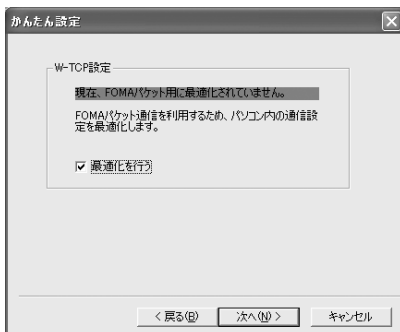 かんたん設定
W-TCP設定
現在、FOMAパケット用に最適化されていません。
FOMAパケット通信を利用するため、パソコン内の通信設
定を最適化します。
最適化を行う
< 戻る(B)
次へ(N) >
キャンセル